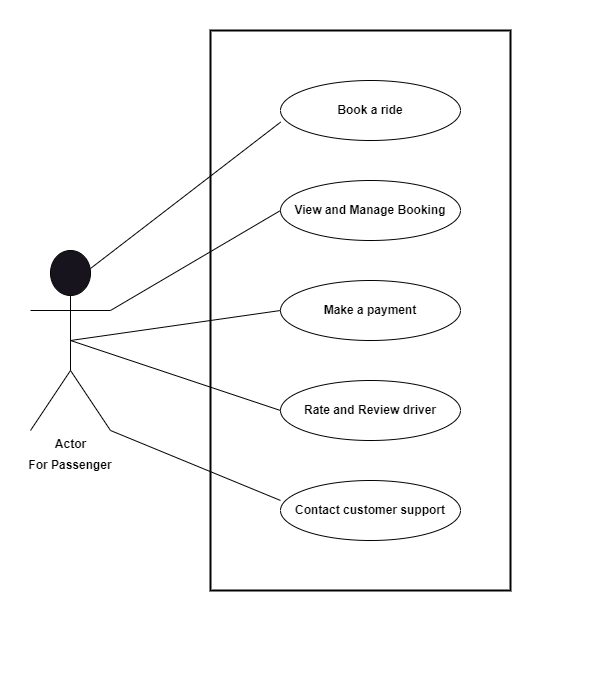 Book a ride
View and Manage Booking
Make a payment
Rate and Review driver
Actor
For Passenger
Contact customer support